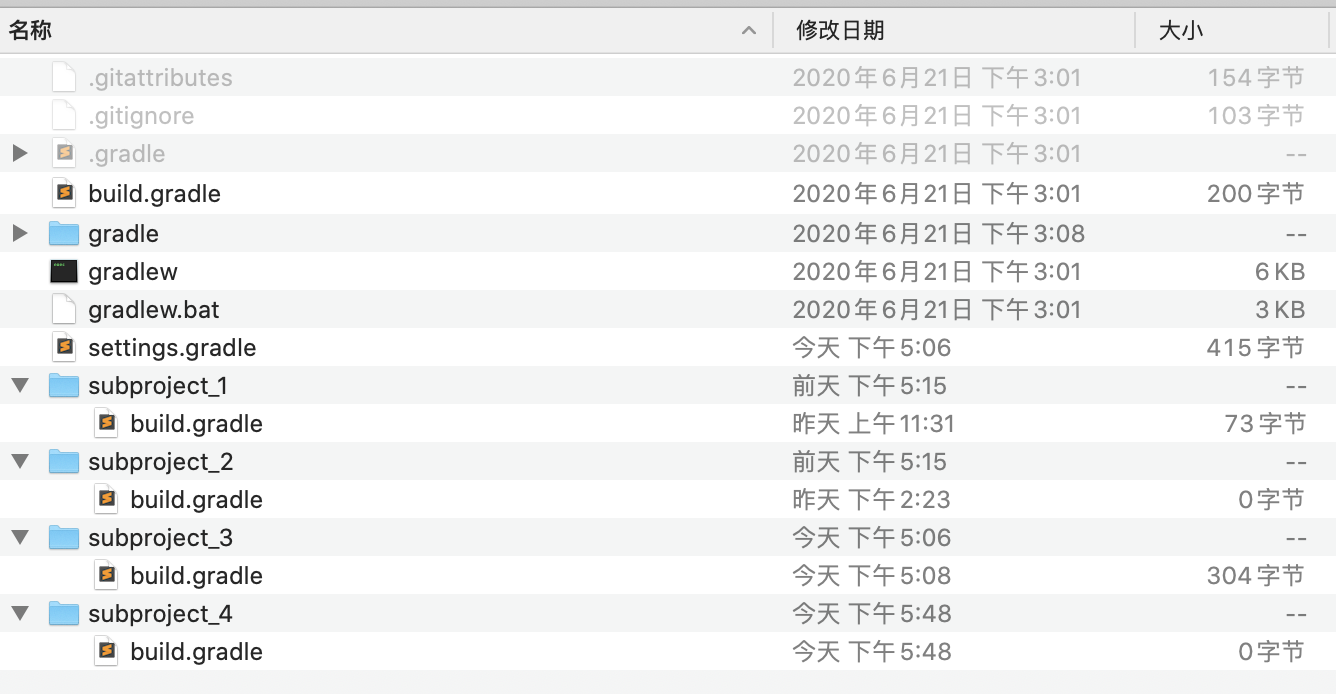 名称 修改日期 大小
.gitattributes 2020年6月21日 下午3:01 154字节
.gitignore 2020年6月21日 下午3:01 103字节
.gradle 2020年6月21日 下午3:01 --
build.gradle 2020年6月21日 下午3:01 200字节
gradle 2020年6月21日 下午3:08 --
gradlew 2020年6月21日 下午3:01 6 KB
gradlew.bat 2020年6月21日 下午3:01 3 KB
settings.gradle 今天 下午5:06 415字节
subproject_1 前天 下午5:15 --
build.gradle 昨天 上午11:31 73字节
subproject_2 前天 下午5:15 --
build.gradle 昨天 下午2:23 0字节
subproject_3 今天 下午5:06 --
build.gradle 今天 下午5:08 304字节
subproject_4 今天 下午5:48 --
build.gradle 今天 下午5:48 0字节